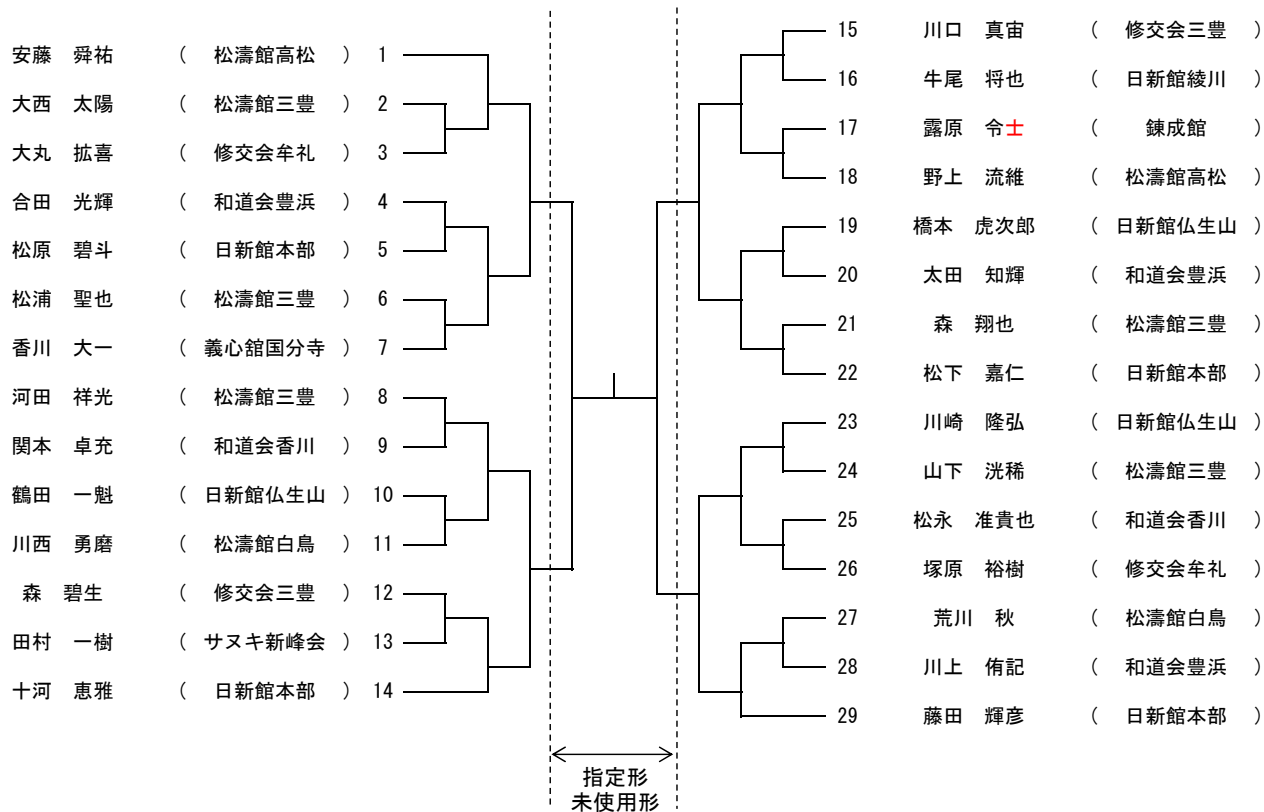 安藤　舜祐　（　松濤館高松　）　1
大西　太陽　（　松濤館三豊　）　2
大丸　拡喜　（　修交会牟礼　）　3
合田　光輝　（　和道会豊浜　）　4
松原　碧斗　（　日新館本部　）　5
松浦　聖也　（　松濤館三豊　）　6
香川　大一　（　義心舘国分寺　）　7
河田　祥光　（　松濤館三豊　）　8
関本　卓充　（　和道会香川　）　9
鶴田　一魁　（　日新館仏生山　）　10
川西　勇磨　（　松濤館白鳥　）　11
森　碧生　（　修交会三豊　）　12
田村　一樹　（　サヌキ新峰会　）　13
十河　恵雅　（　日新館本部　）　14
15　川口　真宙　（　修交会三豊　）
16　牛尾　将也　（　日新館綾川　）
17　露原　令士　（　錬成館　）
18　野上　流維　（　松濤館高松　）
19　橋本　虎次郎　（　日新館仏生山　）
20　太田　知輝　（　和道会豊浜　）
21　森　翔也　（　松濤館三豊　）
22　松下　嘉仁　（　日新館本部　）
23　川崎　隆弘　（　日新館仏生山　）
24　山下　洸稀　（　松濤館三豊　）
25　松永　准貴也　（　和道会香川　）
26　塚原　裕樹　（　修交会牟礼　）
27　荒川　秋　（　松濤館白鳥　）
28　川上　侑記　（　和道会豊浜　）
29　藤田　輝彦　（　日新館本部　）
指定形
未使用形